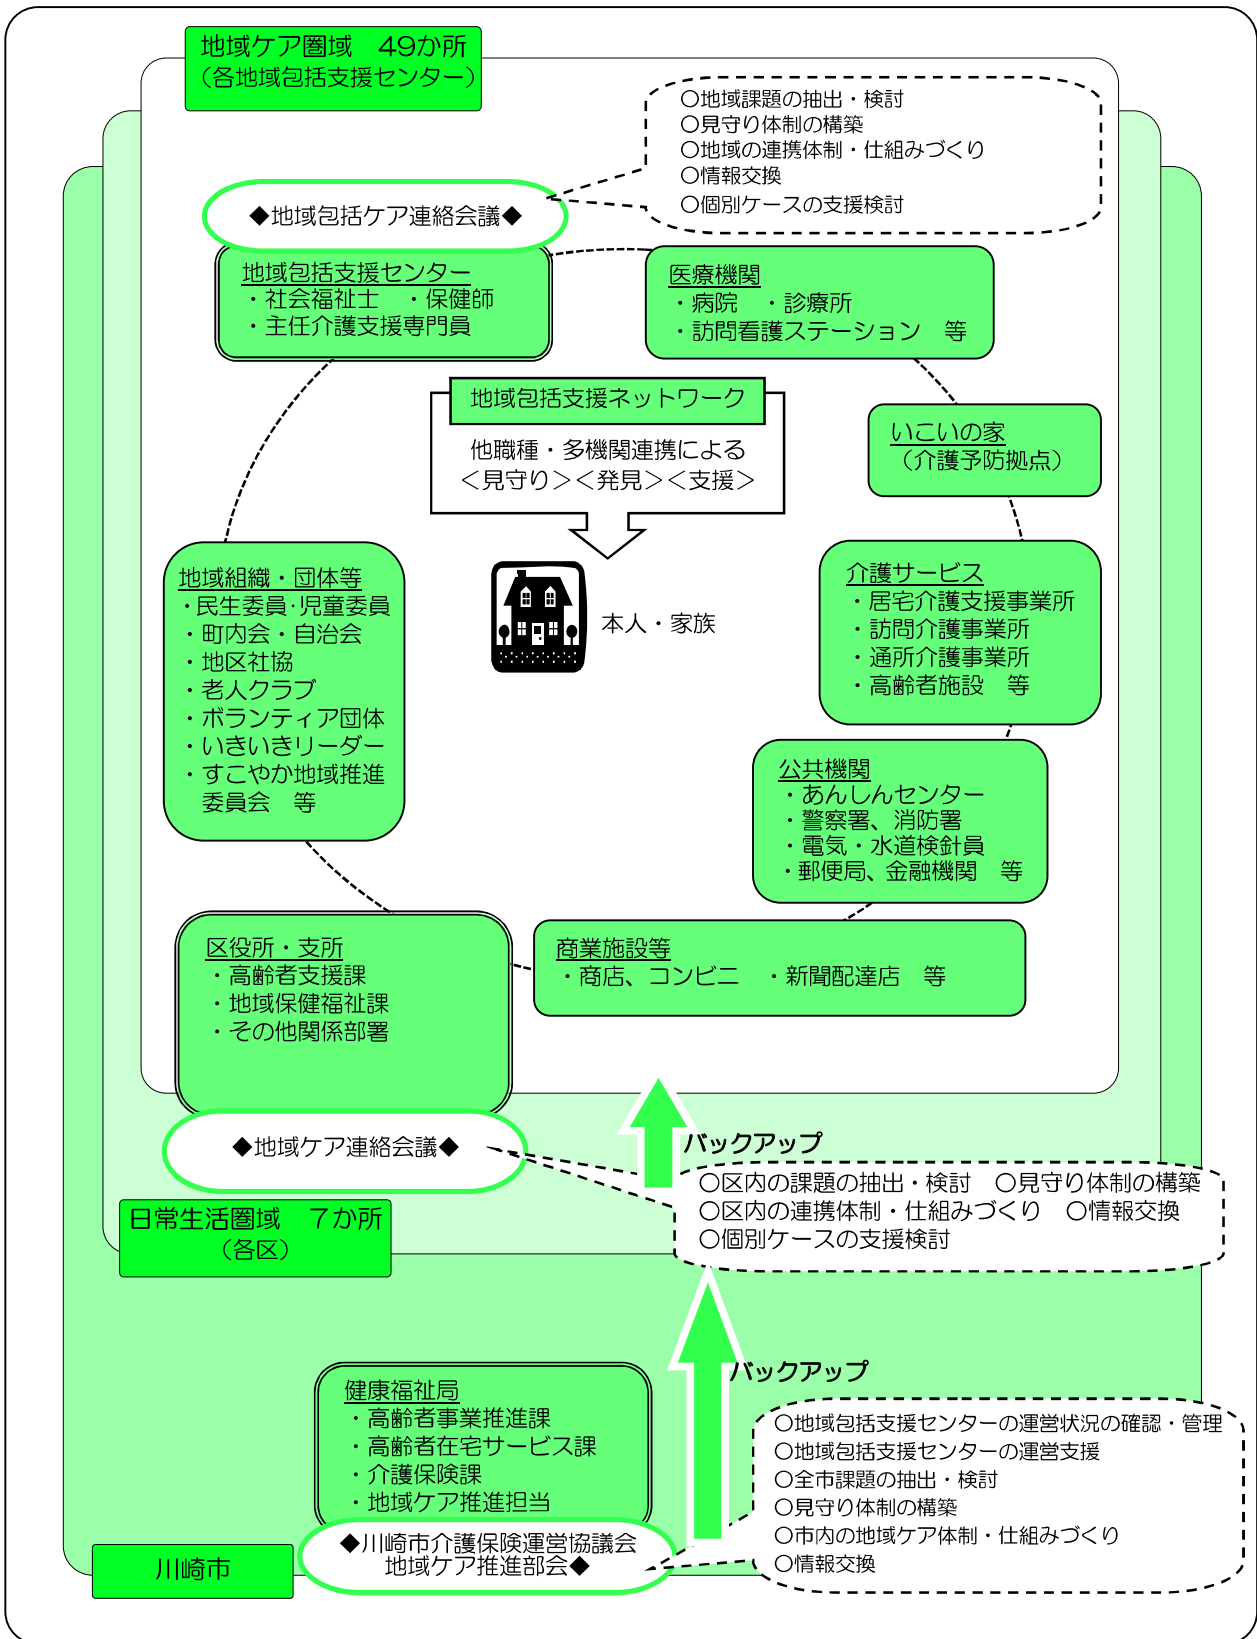 地域ケア圏域　49か所
（各地域包括支援センター）
○地域課題の抽出・検討
○見守り体制の構築
○地域の連携体制・仕組みづくり
○情報交換
○個別ケースの支援検討
◆地域包括ケア連絡会議◆
地域包括支援センター
・社会福祉士　・保健師
・主任介護支援専門員
医療機関
・病院　・診療所
・訪問看護ステーション　等
地域包括支援ネットワーク
他職種・多機関連携による
＜見守り＞＜発見＞＜支援＞
いこいの家
（介護予防拠点）
本人・家族
地域組織・団体等
・民生委員・児童委員
・町内会・自治会
・地区社協
・老人クラブ
・ボランティア団体
・いきいきリーダー
・すこやか地域推進
委員会　等
介護サービス
・居宅介護支援事業所
・訪問介護事業所
・通所介護事業所
・高齢者施設　等
公共機関
・あんしんセンター
・警察署、消防署
・電気・水道検針員
・郵便局、金融機関　等
区役所・支所
・高齢者支援課
・地域保健福祉課
・その他関係部署
商業施設等
・商店、コンビニ　・新聞配達店　等
◆地域ケア連絡会議◆
バックアップ
○区内の課題の抽出・検討　○見守り体制の構築
○区内の連携体制・仕組みづくり　○情報交換
○個別ケースの支援検討
日常生活圏域　7か所
（各区）
バックアップ
健康福祉局
・高齢者事業推進課
・高齢者在宅サービス課
・介護保険課
・地域ケア推進担当
○地域包括支援センターの運営状況の確認・管理
○地域包括支援センターの運営支援
○全市課題の抽出・検討
○見守り体制の構築
○市内の地域ケア体制・仕組みづくり
○情報交換
◆川崎市介護保険運営協議会
地域ケア推進部会◆
川崎市